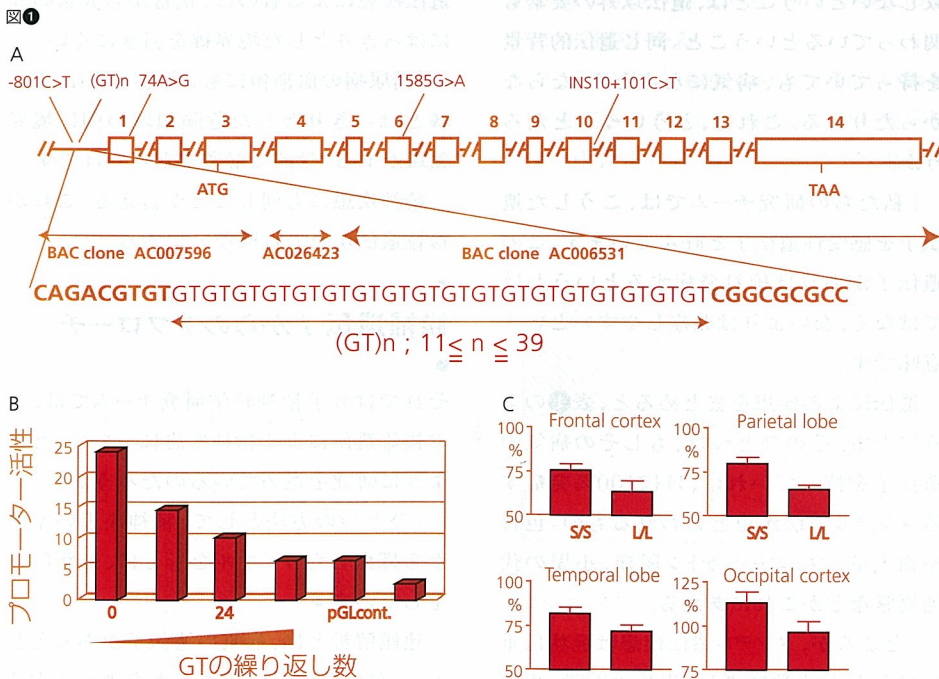 図❶
A
-801C>T (GT)n 74A>G 1585G>A INS10+101C>T
1 2 3 4 5 6 7 8 9 10 11 12 13 14
ATG TAA
BAC clone AC007596 AC026423 BAC clone AC006531
CAGACGTGTGTGTGTGTGTGTGTGTGTGTGTGTGTGTGTGTGTGTGTGTGTCGGCGCGCC
(GT)n ; 11≦ n ≦ 39
B
プロモーター活性
25
20
15
10
5
0
0 24 pGLcont.
GTの繰り返し数
C
Frontal cortex
100
%
75
50
S/S L/L
Parietal lobe
100
%
75
50
S/S L/L
Temporal lobe
100
%
75
50
Occipital cortex
125
%
100
75